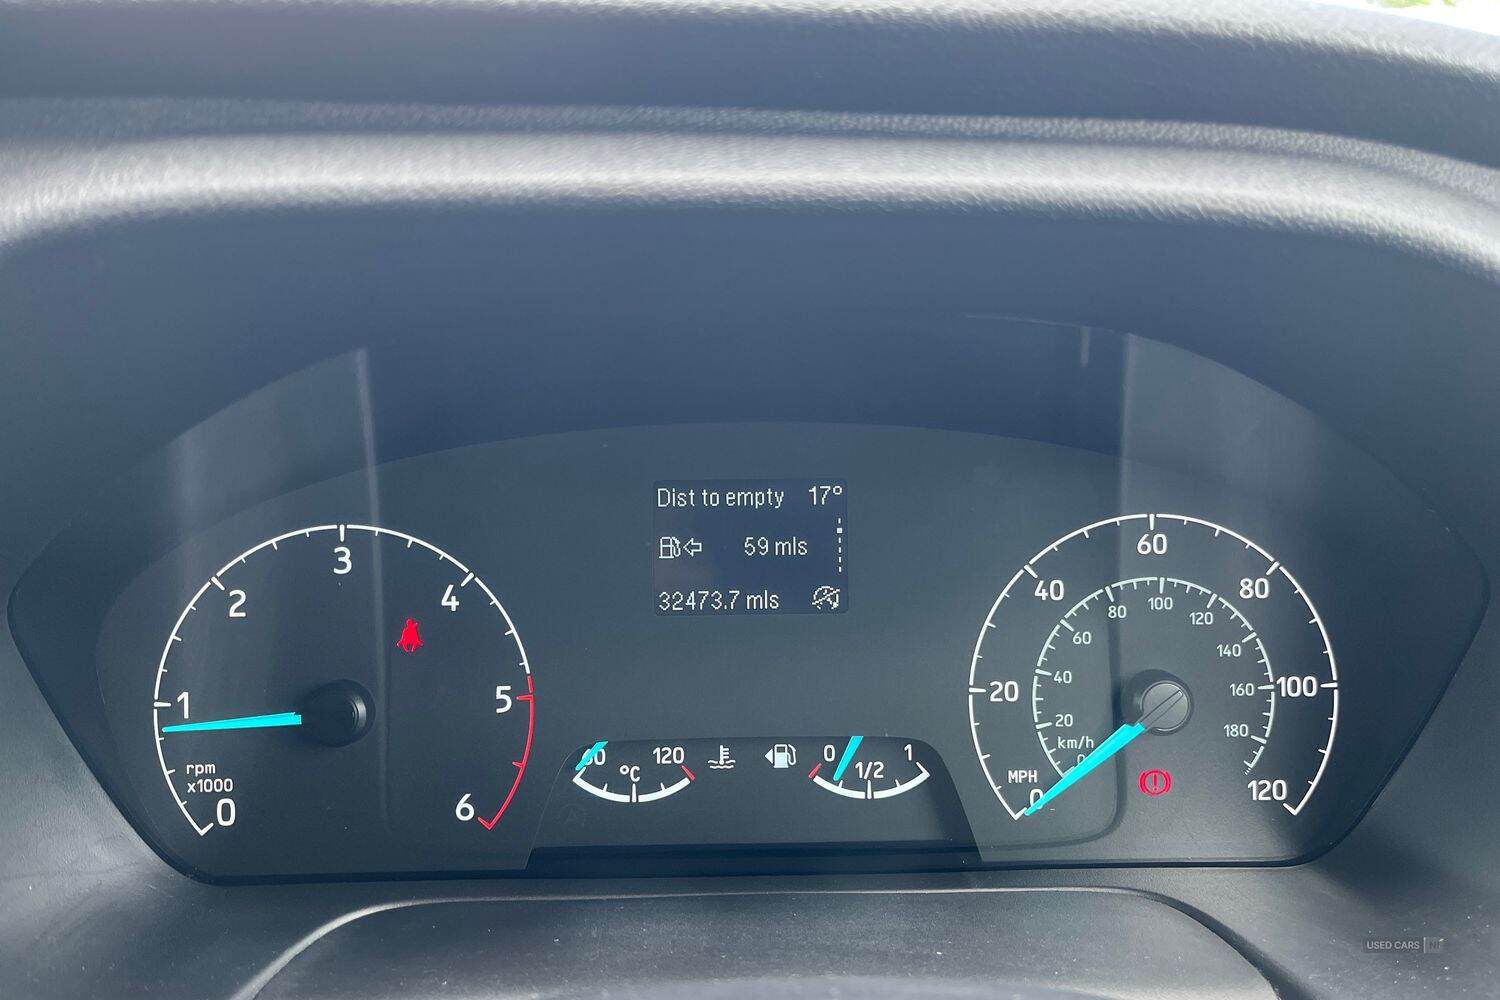 Dist to empty 17°
59 mls
32473.7 mls
0 1 2 3 4 5 6
rpm
x1000
120
°C
0 1/2 1
0 20 40 60 80 100 120
MPH
km/h
0 20 40 60 80 100 120 140 160 180
USED CARS NI